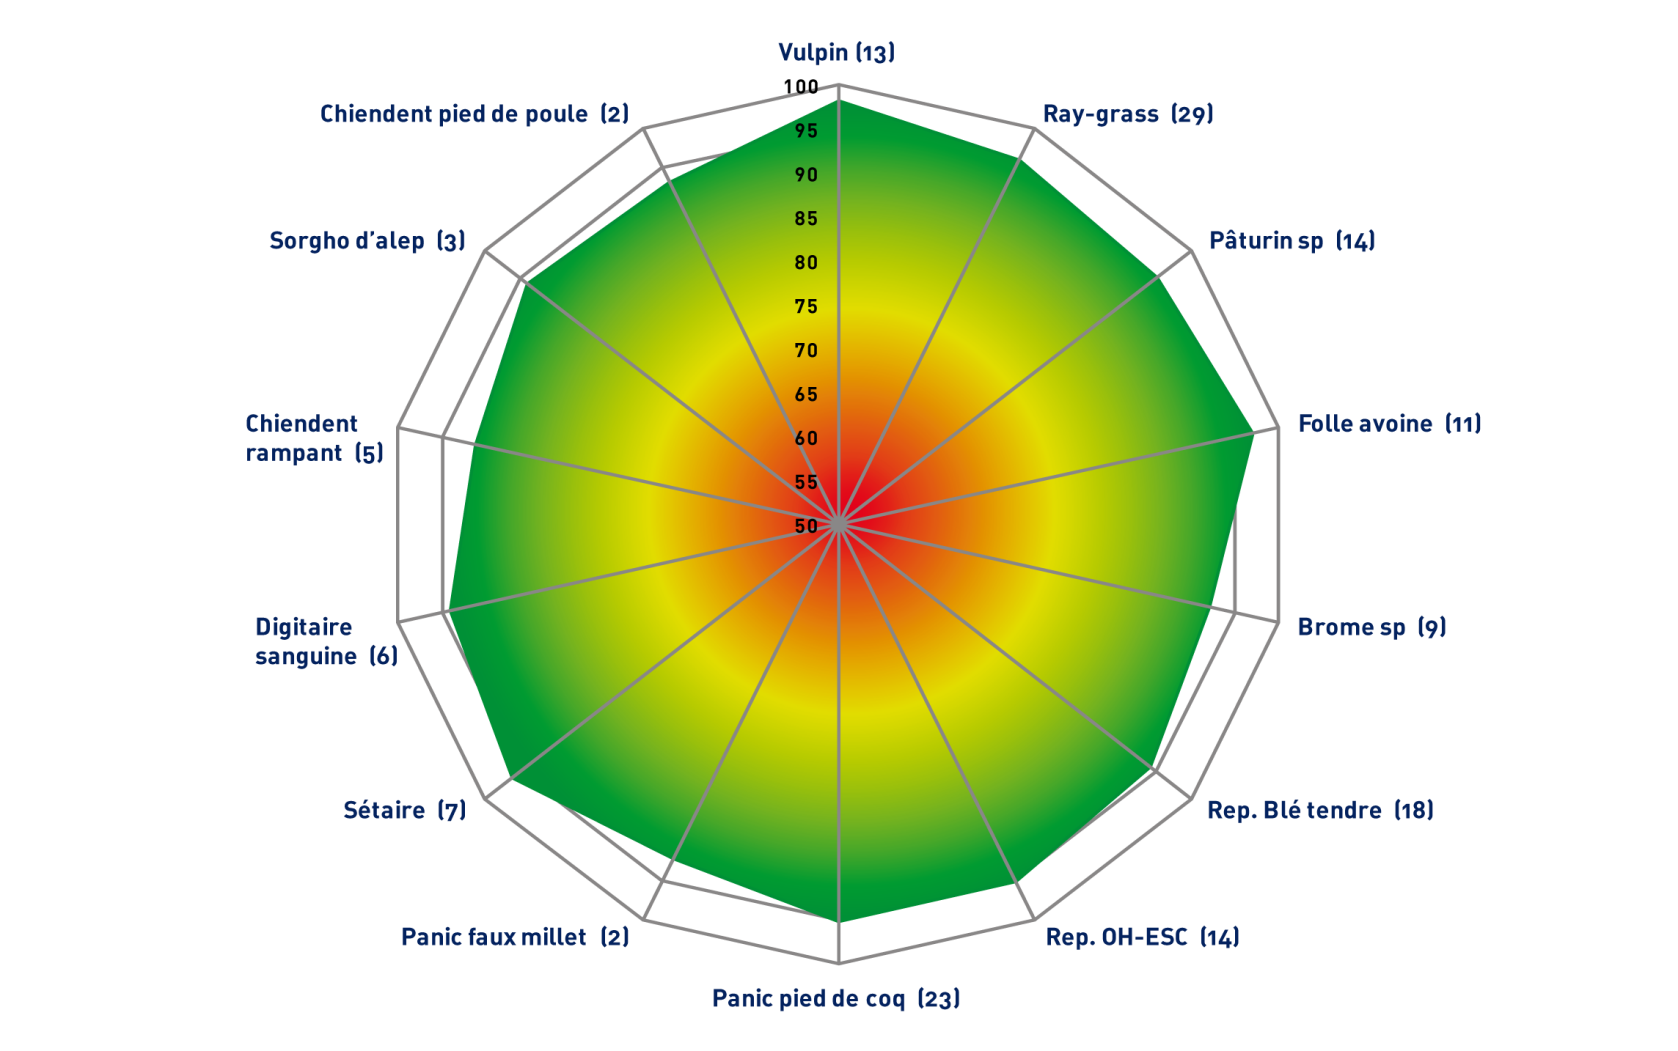 Vulpin (13)
Ray-grass (29)
Pâturin sp (14)
Folle avoine (11)
Brome sp (9)
Rep. Blé tendre (18)
Rep. OH-ESC (14)
Panic pied de coq (23)
Panic faux millet (2)
Sétaire (7)
Digitaire
sanguine (6)
Chiendent
rampant (5)
Sorgho d’alep (3)
Chiendent pied de poule (2)
100
95
90
85
80
75
70
65
60
55
50